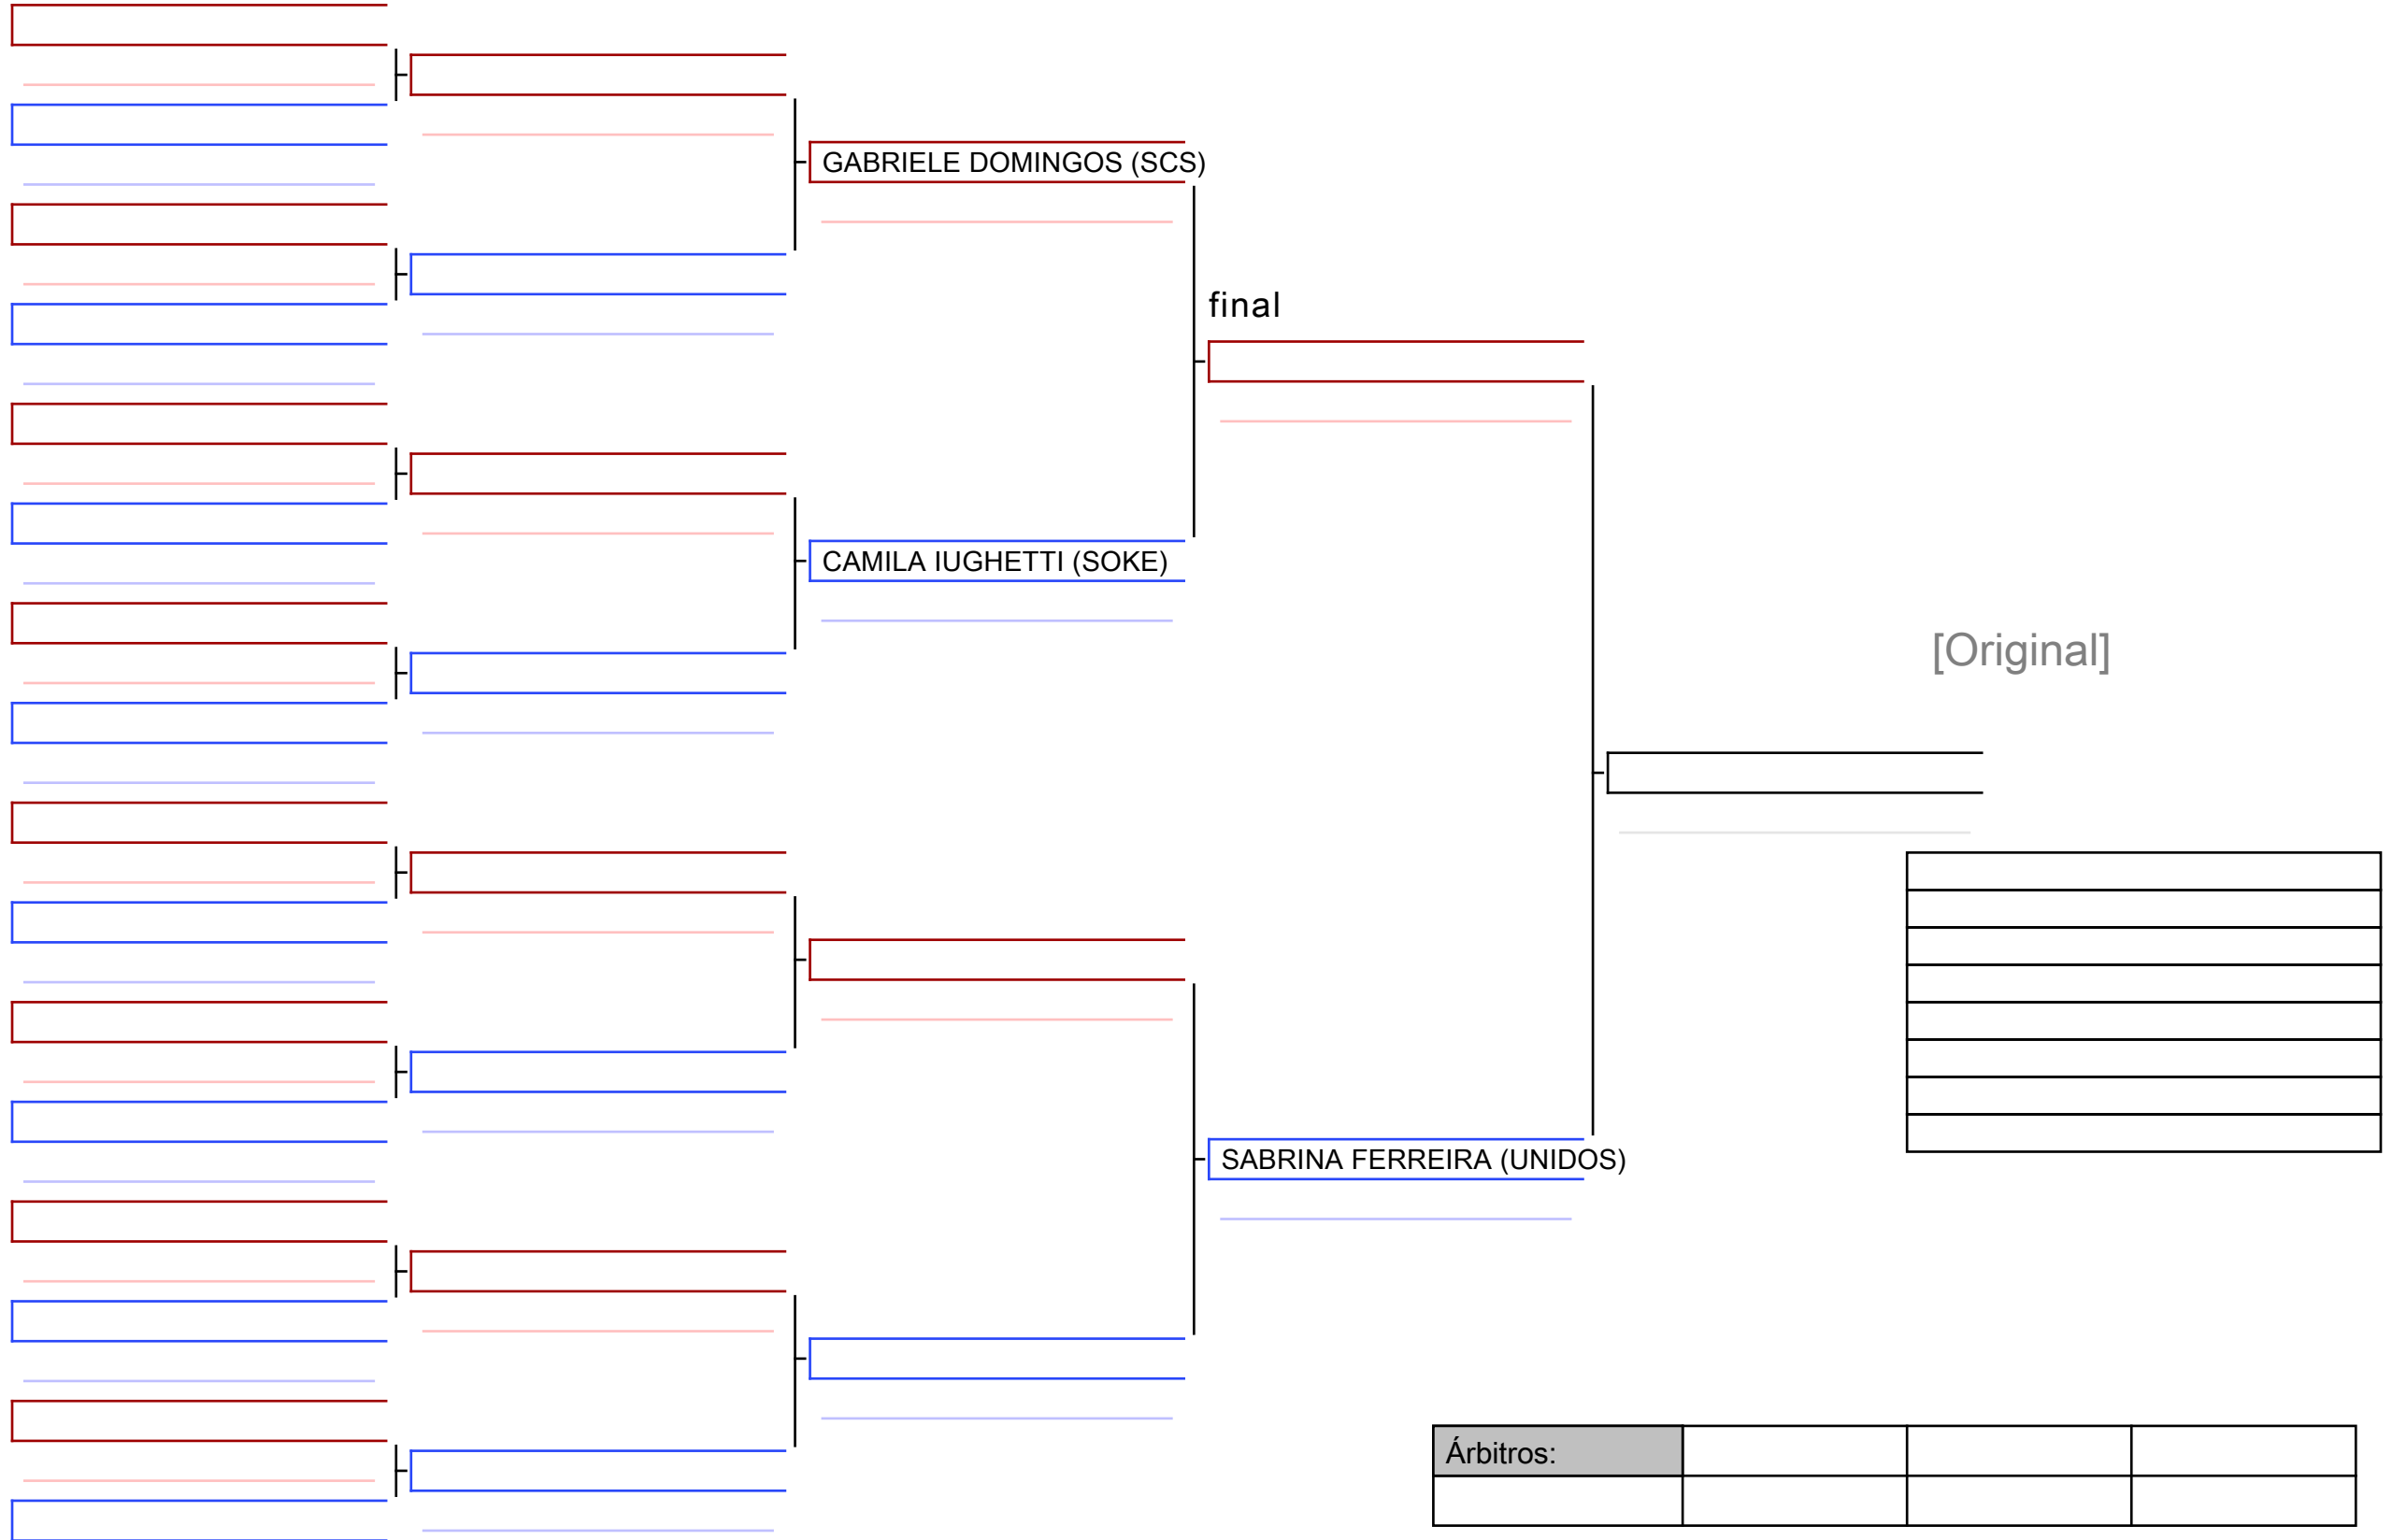 GABRIELE DOMINGOS (SCS)
final
CAMILA IUGHETTI (SOKE)
[Original]
SABRINA FERREIRA (UNIDOS)
Árbitros: